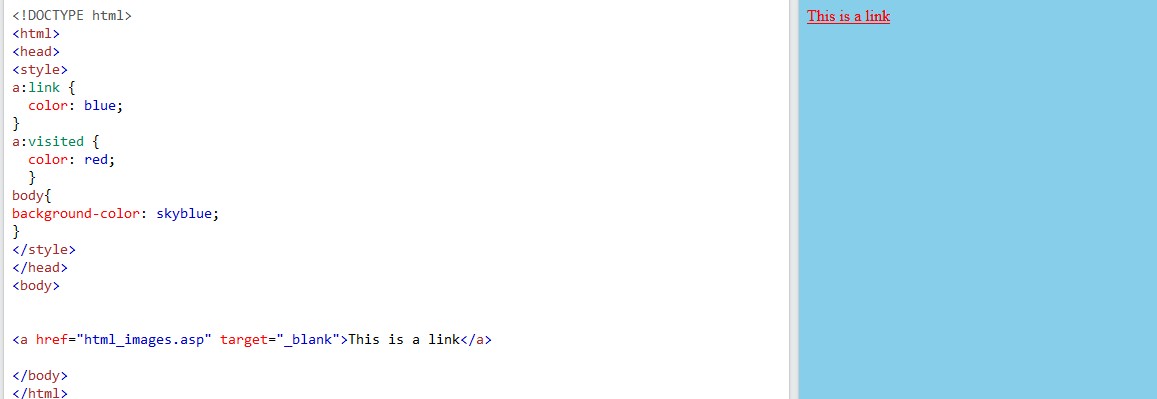 <!DOCTYPE html>
<html>
<head>
<style>
a:link {
  color: blue;
}
a:visited {
  color: red;
  }
body{
background-color: skyblue;
}
</style>
</head>
<body>
<a href="html_images.asp" target="_blank">This is a link</a>
</body>
</html>
This is a link